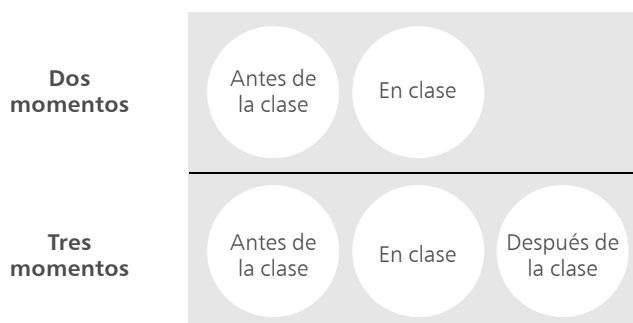 Dos
momentos
Antes de
la clase
En clase
Tres
momentos
Antes de
la clase
En clase
Después de
la clase